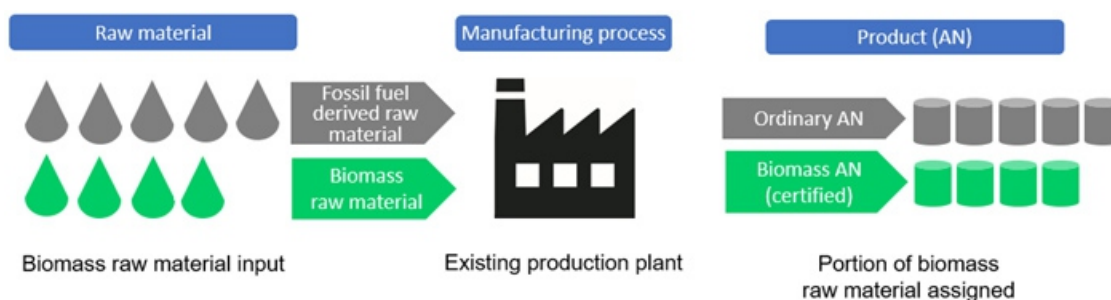 Raw material
Manufacturing process
Product (AN)
Fossil fuel
derived raw
material
Ordinary AN
Biomass
raw material
Biomass AN
(certified)
Biomass raw material input
Existing production plant
Portion of biomass
raw material assigned